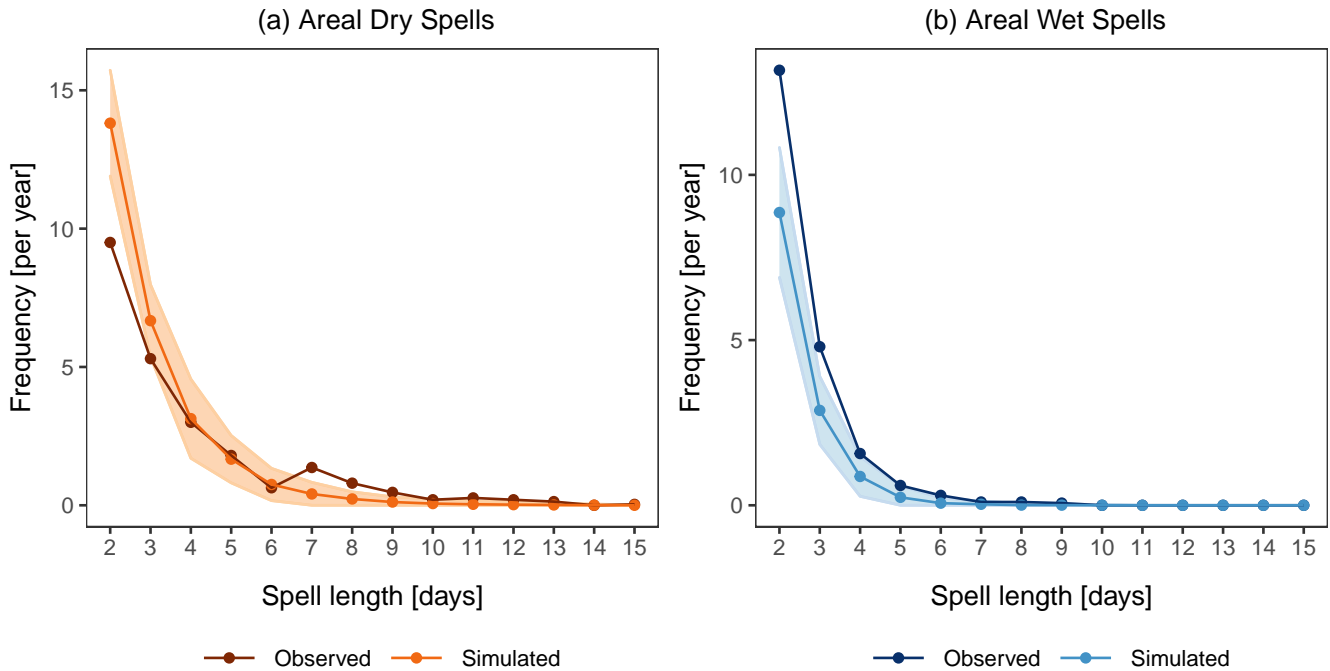 (a) Areal Dry Spells
Frequency [per year]
15
10
5
0
2 3 4 5 6 7 8 9 10 11 12 13 14 15
Spell length [days]
Observed Simulated
(b) Areal Wet Spells
Frequency [per year]
10
5
0
2 3 4 5 6 7 8 9 10 11 12 13 14 15
Spell length [days]
Observed Simulated